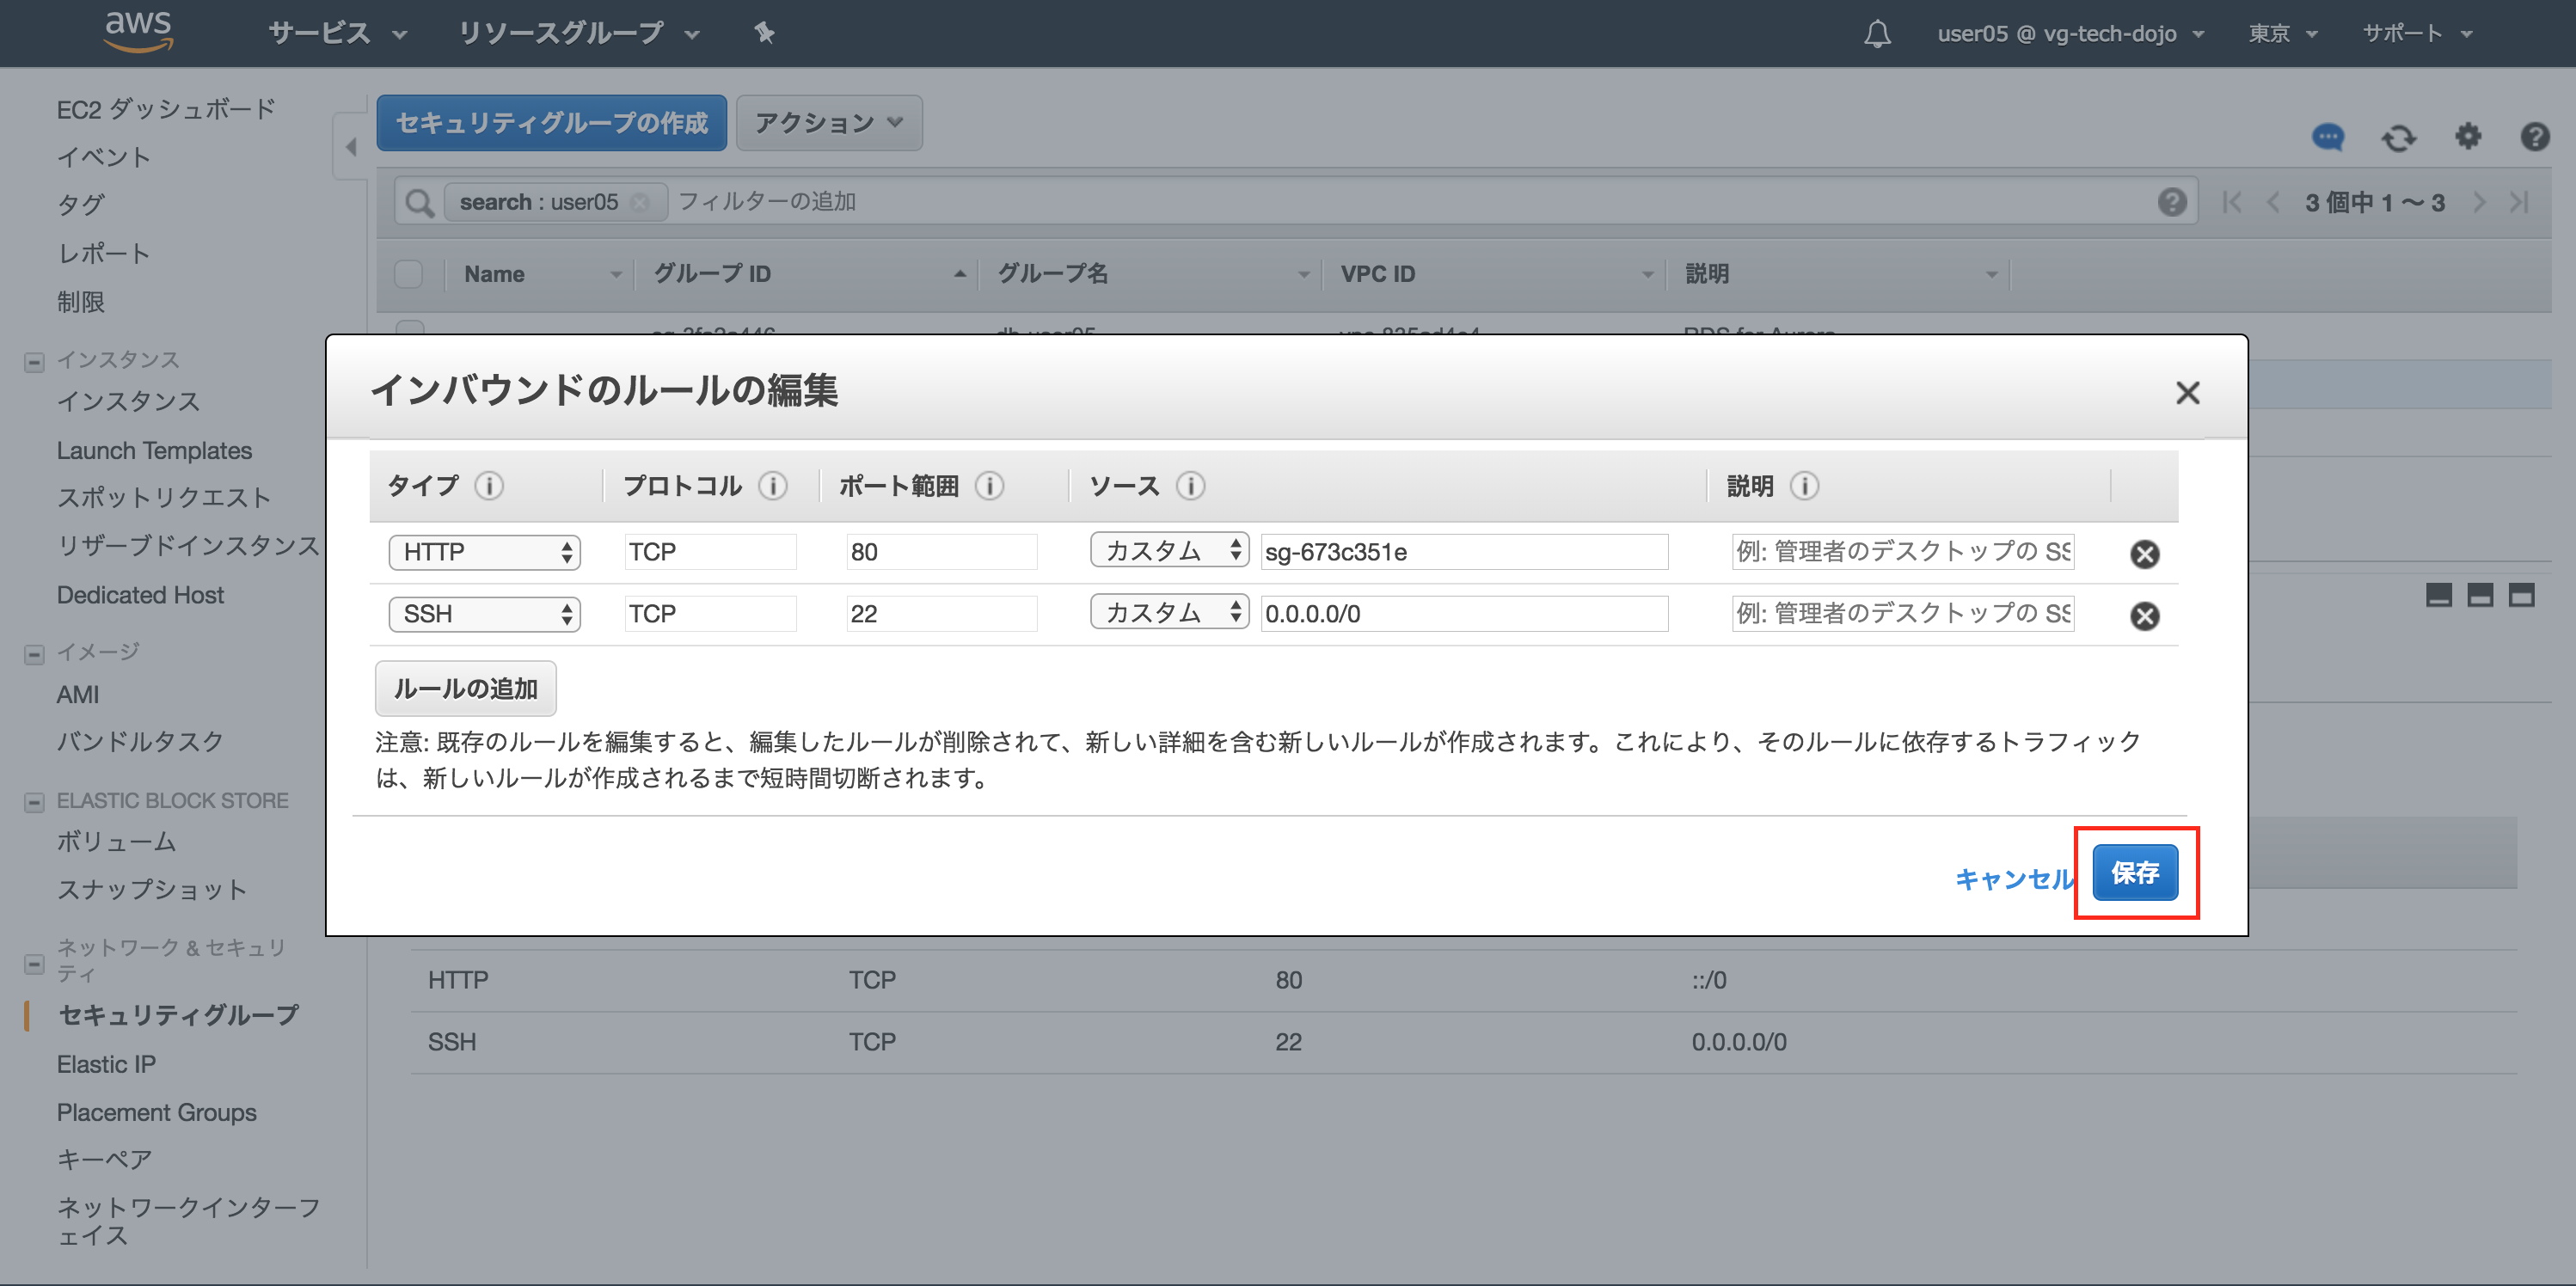 aws サービス リソースグループ user05 @ vg-tech-dojo 東京 サポート
EC2 ダッシュボード
イベント
タグ
レポート
制限
インスタンス
インスタンス
Launch Templates
スポットリクエスト
リザーブドインスタンス
Dedicated Host
イメージ
AMI
バンドルタスク
ELASTIC BLOCK STORE
ボリューム
スナップショット
ネットワーク & セキュリ
ティ
セキュリティグループ
Elastic IP
Placement Groups
キーペア
ネットワークインターフ
ェイス
セキュリティグループの作成 アクション
search : user05 フィルターの追加 3 個中 1 〜 3
Name グループ ID グループ名 VPC ID 説明
インバウンドのルールの編集
タイプ プロトコル ポート範囲 ソース 説明
HTTP TCP 80 カスタム sg-673c351e 例: 管理者のデスクトップの SS
SSH TCP 22 カスタム 0.0.0.0/0 例: 管理者のデスクトップの SS
ルールの追加
注意: 既存のルールを編集すると、編集したルールが削除されて、新しい詳細を含む新しいルールが作成されます。これにより、そのルールに依存するトラフィック
は、新しいルールが作成されるまで短時間切断されます。
キャンセル 保存
HTTP TCP 80 ::/0
SSH TCP 22 0.0.0.0/0